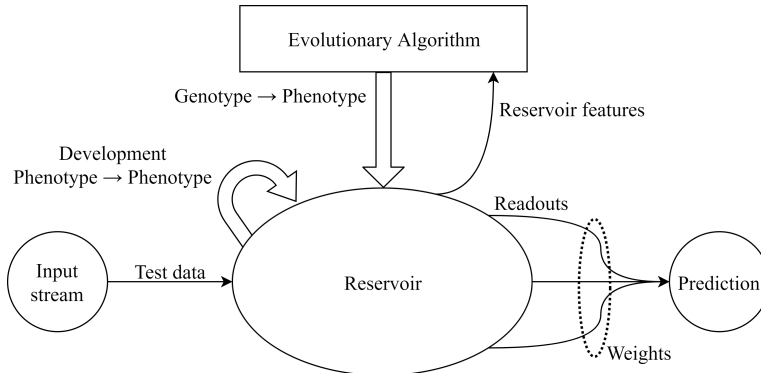 Evolutionary Algorithm
Genotype → Phenotype
Reservoir features
Development
Phenotype → Phenotype
Readouts
Input
stream
Test data
Reservoir
Prediction
Weights